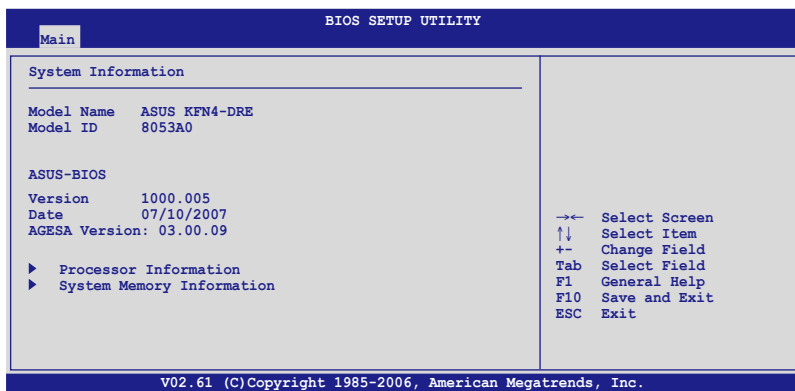 BIOS SETUP UTILITY
Main
System Information
Model Name ASUS KFN4-DRE
Model ID 8053A0
ASUS-BIOS
Version 1000.005
Date 07/10/2007
AGESA Version: 03.00.09
Processor Information
System Memory Information
→← Select Screen
↑↓ Select Item
+- Change Field
Tab Select Field
F1 General Help
F10 Save and Exit
ESC Exit
V02.61 (C)Copyright 1985-2006, American Megatrends, Inc.